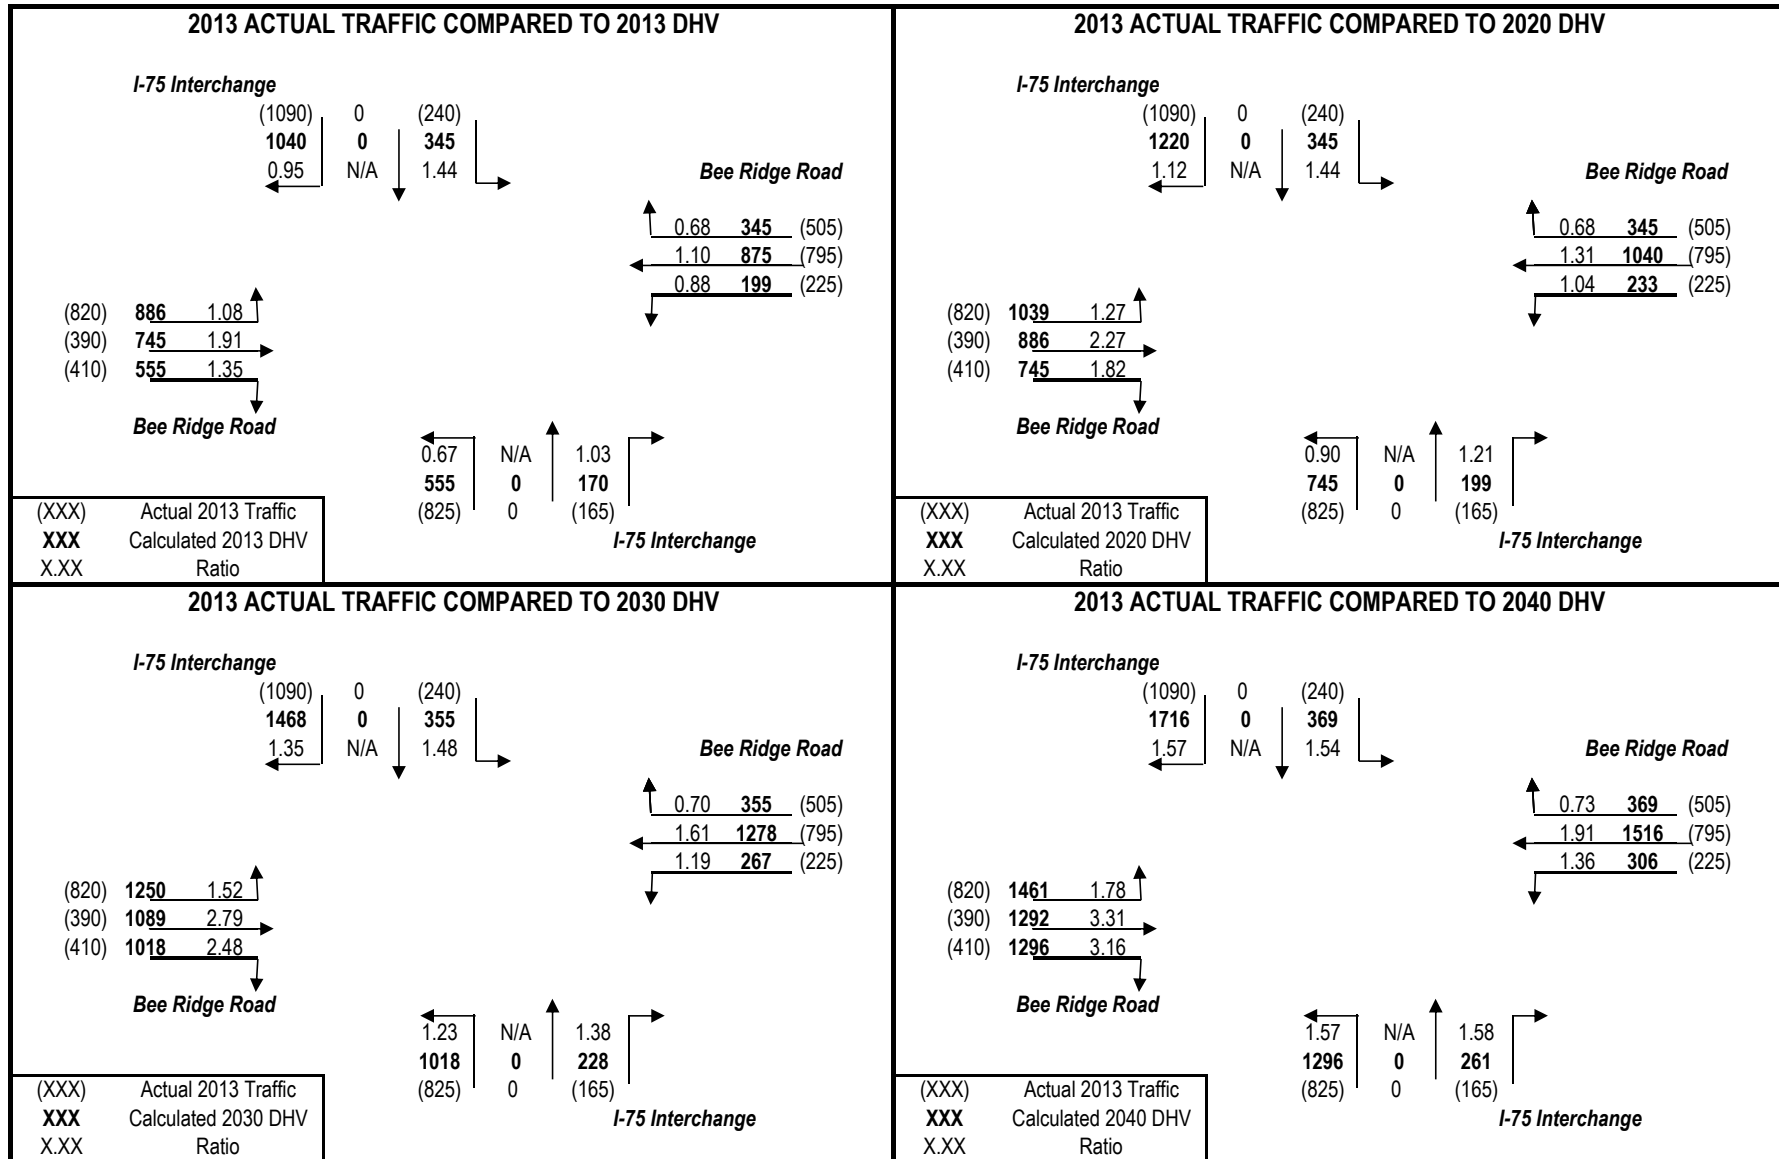 2013 ACTUAL TRAFFIC COMPARED TO 2013 DHV
I-75 Interchange
(1090) 0 (240)
1040 0 345
0.95 N/A 1.44
Bee Ridge Road
0.68 345 (505)
1.10 875 (795)
0.88 199 (225)
(820) 886 1.08
(390) 745 1.91
(410) 555 1.35
Bee Ridge Road
0.67 N/A 1.03
555 0 170
(825) 0 (165)
I-75 Interchange
(XXX) Actual 2013 Traffic
XXX Calculated 2013 DHV
X.XX Ratio
2013 ACTUAL TRAFFIC COMPARED TO 2020 DHV
I-75 Interchange
(1090) 0 (240)
1220 0 345
1.12 N/A 1.44
Bee Ridge Road
0.68 345 (505)
1.31 1040 (795)
1.04 233 (225)
(820) 1039 1.27
(390) 886 2.27
(410) 745 1.82
Bee Ridge Road
0.90 N/A 1.21
745 0 199
(825) 0 (165)
I-75 Interchange
(XXX) Actual 2013 Traffic
XXX Calculated 2020 DHV
X.XX Ratio
2013 ACTUAL TRAFFIC COMPARED TO 2030 DHV
I-75 Interchange
(1090) 0 (240)
1468 0 355
1.35 N/A 1.48
Bee Ridge Road
0.70 355 (505)
1.61 1278 (795)
1.19 267 (225)
(820) 1250 1.52
(390) 1089 2.79
(410) 1018 2.48
Bee Ridge Road
1.23 N/A 1.38
1018 0 228
(825) 0 (165)
I-75 Interchange
(XXX) Actual 2013 Traffic
XXX Calculated 2030 DHV
X.XX Ratio
2013 ACTUAL TRAFFIC COMPARED TO 2040 DHV
I-75 Interchange
(1090) 0 (240)
1716 0 369
1.57 N/A 1.54
Bee Ridge Road
0.73 369 (505)
1.91 1516 (795)
1.36 306 (225)
(820) 1461 1.78
(390) 1292 3.31
(410) 1296 3.16
Bee Ridge Road
1.57 N/A 1.58
1296 0 261
(825) 0 (165)
I-75 Interchange
(XXX) Actual 2013 Traffic
XXX Calculated 2040 DHV
X.XX Ratio